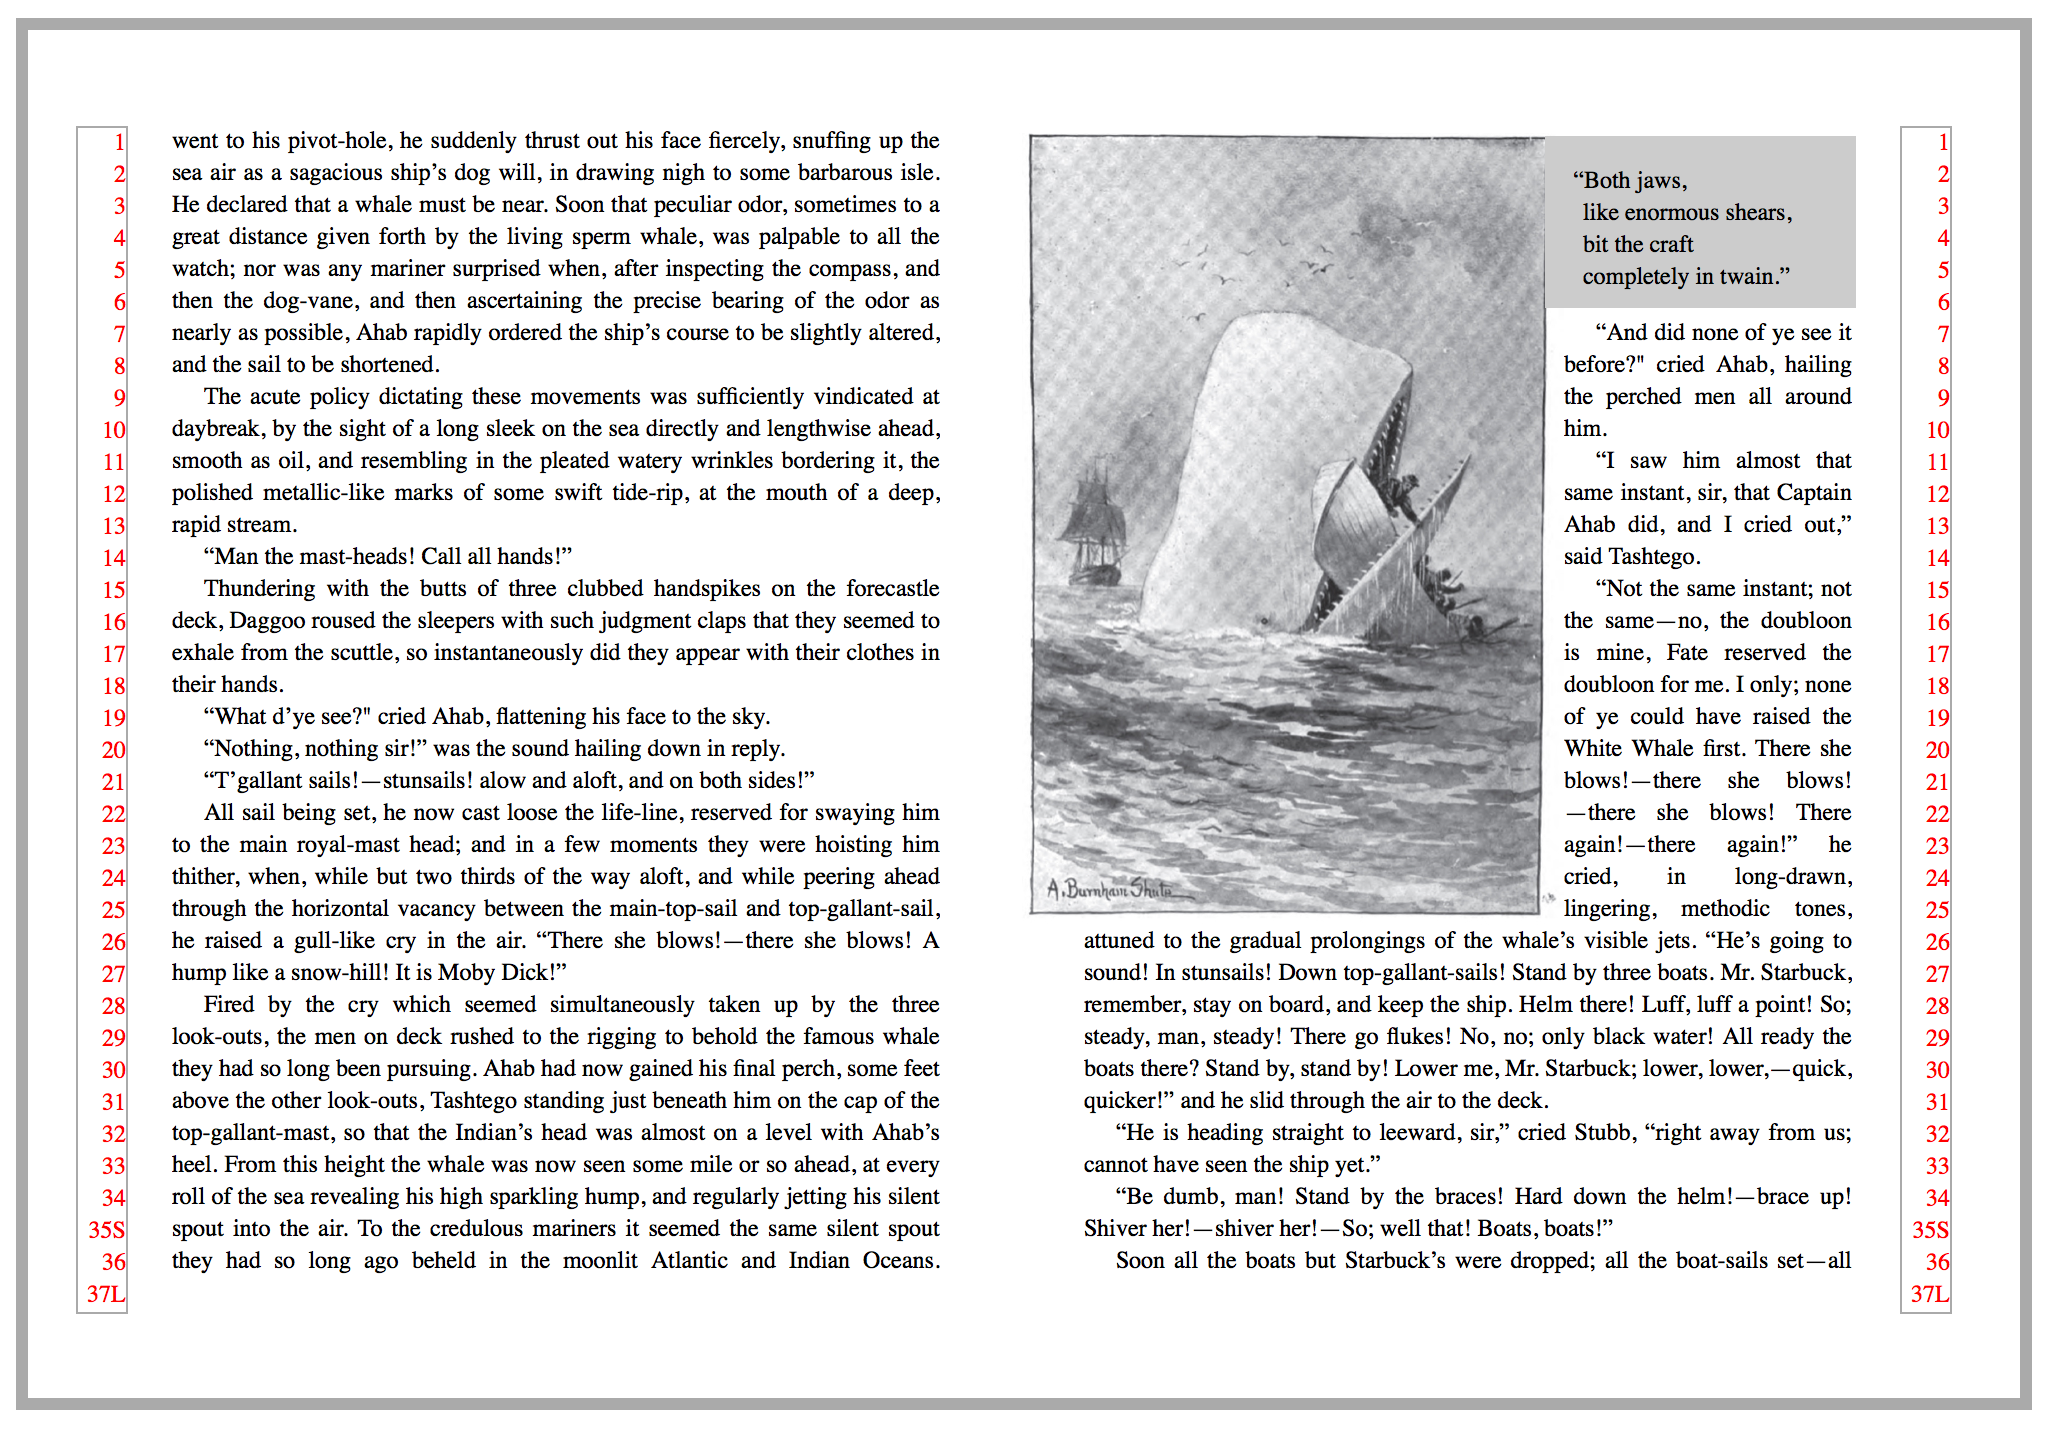 1
2
3
4
5
6
7
8
9
10
11
12
13
14
15
16
17
18
19
20
21
22
23
24
25
26
27
28
29
30
31
32
33
34
35S
36
37L
went to his pivot-hole, he suddenly thrust out his face fiercely, snuffing up the
sea air as a sagacious ship’s dog will, in drawing nigh to some barbarous isle.
He declared that a whale must be near. Soon that peculiar odor, sometimes to a
great distance given forth by the living sperm whale, was palpable to all the
watch; nor was any mariner surprised when, after inspecting the compass, and
then the dog-vane, and then ascertaining the precise bearing of the odor as
nearly as possible, Ahab rapidly ordered the ship’s course to be slightly altered,
and the sail to be shortened.
The acute policy dictating these movements was sufficiently vindicated at
daybreak, by the sight of a long sleek on the sea directly and lengthwise ahead,
smooth as oil, and resembling in the pleated watery wrinkles bordering it, the
polished metallic-like marks of some swift tide-rip, at the mouth of a deep,
rapid stream.
“Man the mast-heads! Call all hands!”
Thundering with the butts of three clubbed handspikes on the forecastle
deck, Daggoo roused the sleepers with such judgment claps that they seemed to
exhale from the scuttle, so instantaneously did they appear with their clothes in
their hands.
“What d’ye see?" cried Ahab, flattening his face to the sky.
“Nothing, nothing sir!” was the sound hailing down in reply.
“T’gallant sails!—stunsails! alow and aloft, and on both sides!”
All sail being set, he now cast loose the life-line, reserved for swaying him
to the main royal-mast head; and in a few moments they were hoisting him
thither, when, while but two thirds of the way aloft, and while peering ahead
through the horizontal vacancy between the main-top-sail and top-gallant-sail,
he raised a gull-like cry in the air. “There she blows!—there she blows! A
hump like a snow-hill! It is Moby Dick!”
Fired by the cry which seemed simultaneously taken up by the three
look-outs, the men on deck rushed to the rigging to behold the famous whale
they had so long been pursuing. Ahab had now gained his final perch, some feet
above the other look-outs, Tashtego standing just beneath him on the cap of the
top-gallant-mast, so that the Indian’s head was almost on a level with Ahab’s
heel. From this height the whale was now seen some mile or so ahead, at every
roll of the sea revealing his high sparkling hump, and regularly jetting his silent
spout into the air. To the credulous mariners it seemed the same silent spout
they had so long ago beheld in the moonlit Atlantic and Indian Oceans.
A. Burnham Shute
“Both jaws,
like enormous shears,
bit the craft
completely in twain.”
“And did none of ye see it
before?" cried Ahab, hailing
the perched men all around
him.
“I saw him almost that
same instant, sir, that Captain
Ahab did, and I cried out,”
said Tashtego.
“Not the same instant; not
the same—no, the doubloon
is mine, Fate reserved the
doubloon for me. I only; none
of ye could have raised the
White Whale first. There she
blows!—there she blows!
—there she blows! There
again!—there again!” he
cried, in long-drawn,
lingering, methodic tones,
attuned to the gradual prolongings of the whale’s visible jets. “He’s going to
sound! In stunsails! Down top-gallant-sails! Stand by three boats. Mr. Starbuck,
remember, stay on board, and keep the ship. Helm there! Luff, luff a point! So;
steady, man, steady! There go flukes! No, no; only black water! All ready the
boats there? Stand by, stand by! Lower me, Mr. Starbuck; lower, lower,—quick,
quicker!” and he slid through the air to the deck.
“He is heading straight to leeward, sir,” cried Stubb, “right away from us;
cannot have seen the ship yet.”
“Be dumb, man! Stand by the braces! Hard down the helm!—brace up!
Shiver her!—shiver her!—So; well that! Boats, boats!”
Soon all the boats but Starbuck’s were dropped; all the boat-sails set—all
1
2
3
4
5
6
7
8
9
10
11
12
13
14
15
16
17
18
19
20
21
22
23
24
25
26
27
28
29
30
31
32
33
34
35S
36
37L